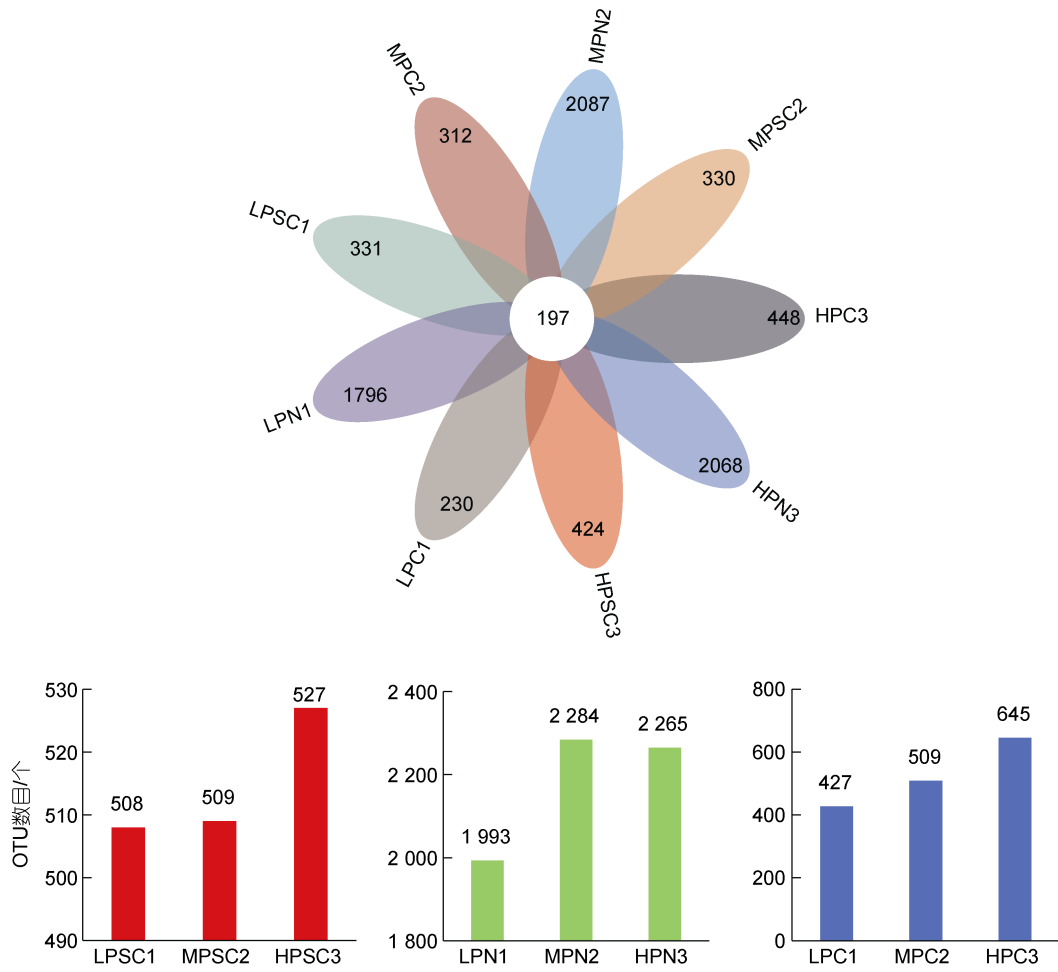 MPN2
MPC2
2087
MPSC2
312
330
LPSC1
331
197
448
HPC3
1796
LPN1
2068
HPN3
230
424
LPC1
HPSC3
OTU数目/个
530
520
510
500
490
508
509
527
LPSC1
MPSC2
HPSC3
2 400
2 200
2 000
1 800
1 993
2 284
2 265
LPN1
MPN2
HPN3
800
600
400
200
0
427
509
645
LPC1
MPC2
HPC3